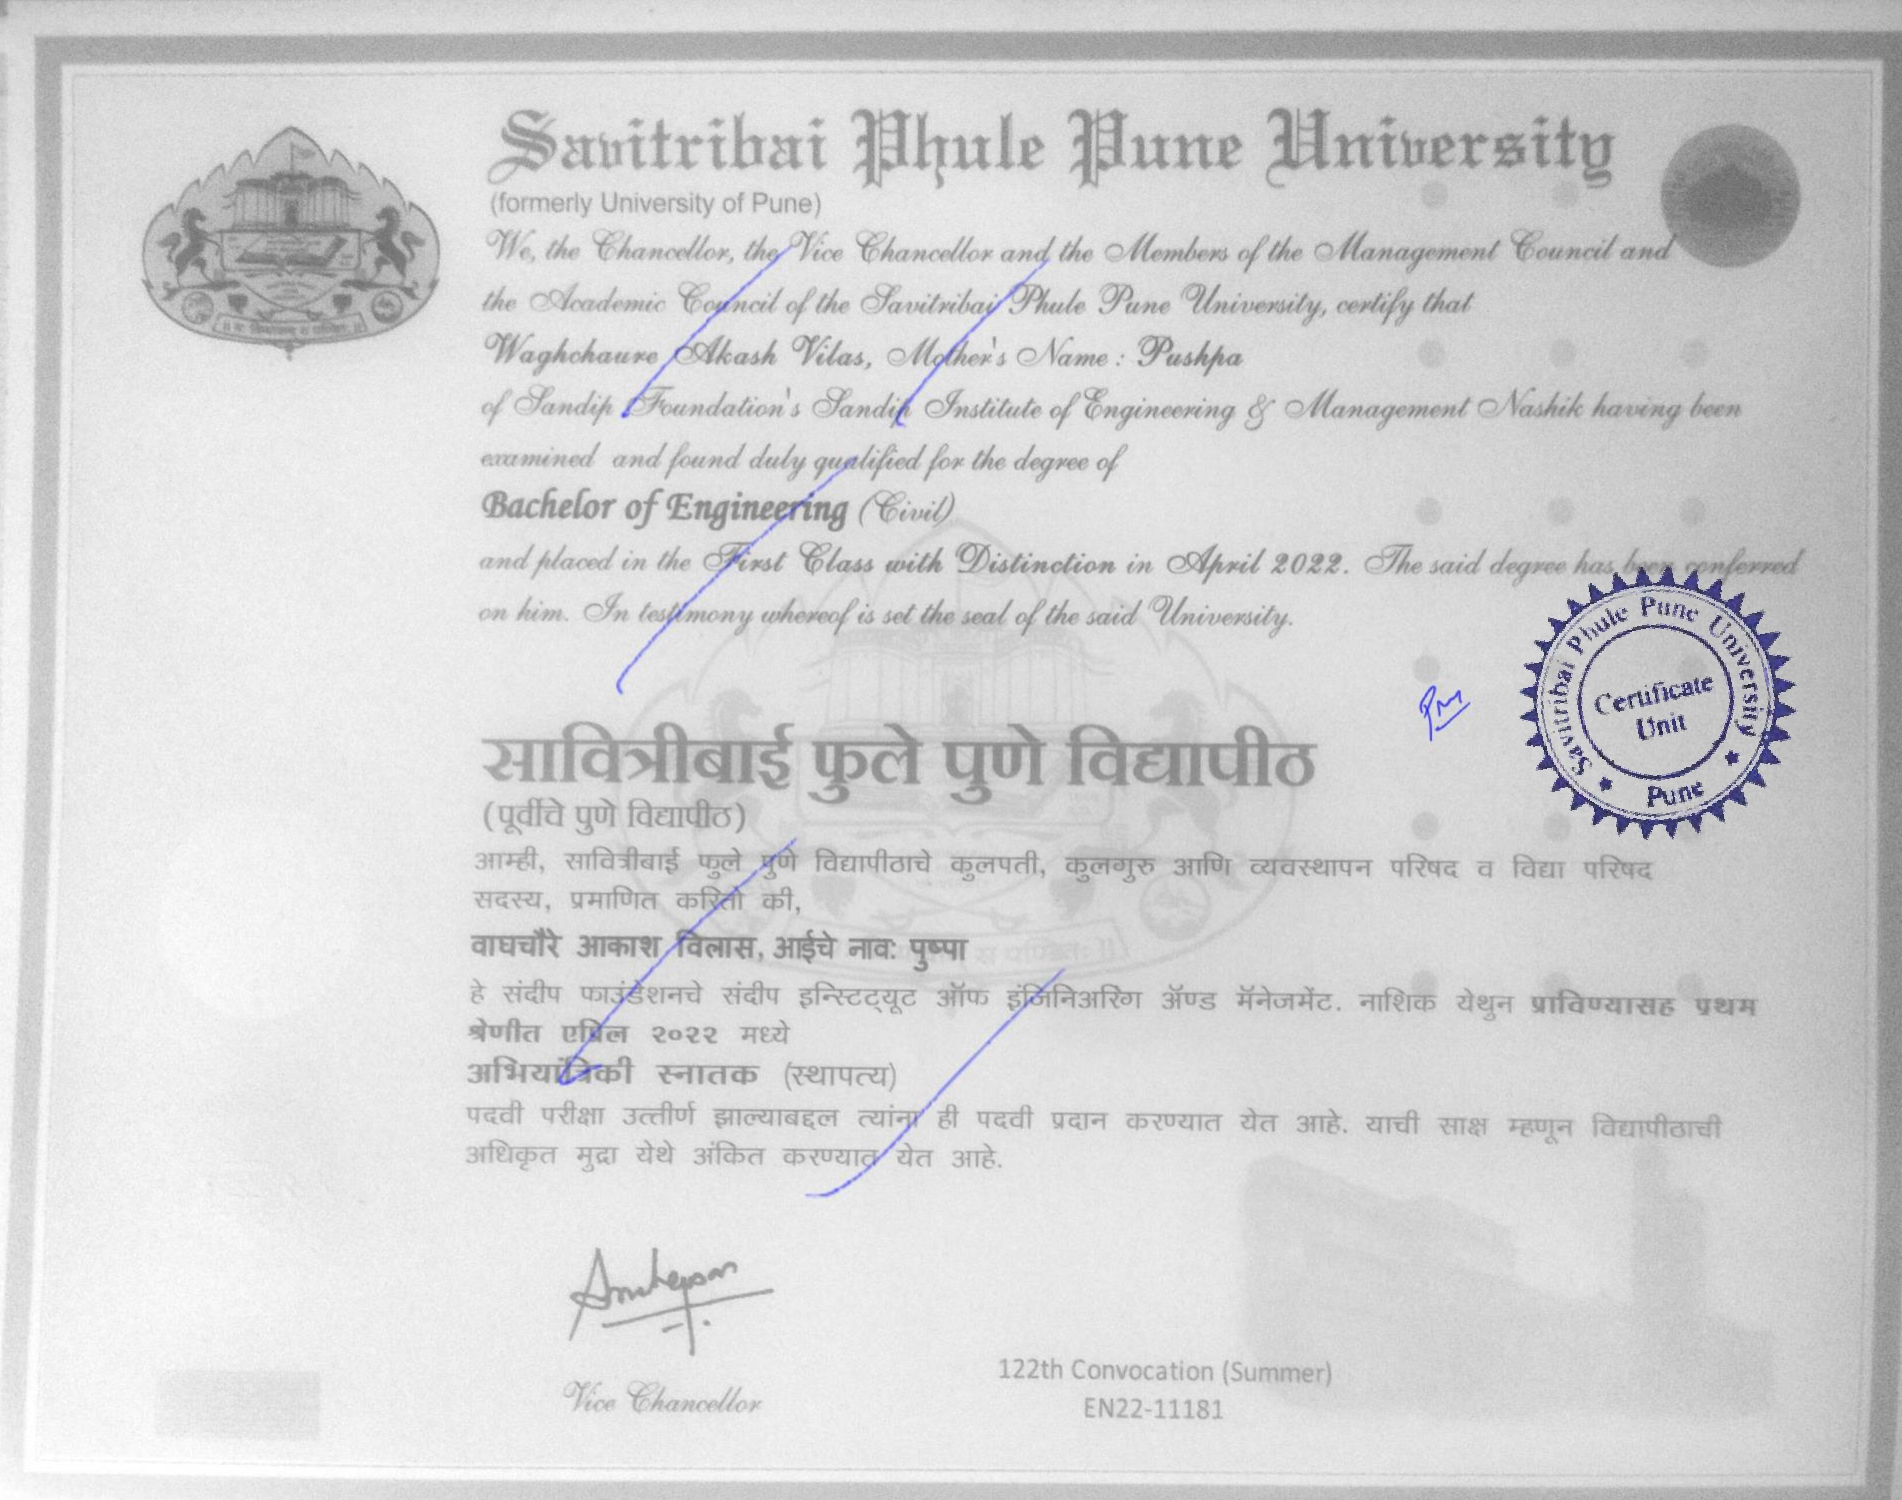 Savitribai Phule Pune University
(formerly University of Pune)
We, the Chancellor, the Vice Chancellor and the Members of the Management Council and
the Academic Council of the Savitribai Phule Pune University, certify that
Waghchaure Akash Vilas, Mother's Name : Pushpa
of Sandip Foundation's Sandip Institute of Engineering & Management Nashik having been
examined and found duly qualified for the degree of
Bachelor of Engineering (Civil)
and placed in the First Class with Distinction in April 2022. The said degree has been conferred
on him. In testimony whereof is set the seal of the said University.
Savitribai Phule Pune University
Certificate
Unit
Pune
सावित्रीबाई फुले पुणे विद्यापीठ
(पूर्वीचे पुणे विद्यापीठ)
आम्ही, सावित्रीबाई फुले पुणे विद्यापीठाचे कुलपती, कुलगुरु आणि व्यवस्थापन परिषद व विद्या परिषद
सदस्य, प्रमाणित करितो की,
वाघचौरे आकाश विलास, आईचे नाव: पुष्पा
हे संदीप फाउंडेशनचे संदीप इन्स्टिट्यूट ऑफ इंजिनिअरिंग ॲण्ड मॅनेजमेंट. नाशिक येथुन प्राविण्यासह प्रथम
श्रेणीत एप्रिल २०२२ मध्ये
अभियांत्रिकी स्नातक (स्थापत्य)
पदवी परीक्षा उत्तीर्ण झाल्याबद्दल त्यांना ही पदवी प्रदान करण्यात येत आहे. याची साक्ष म्हणून विद्यापीठाची
अधिकृत मुद्रा येथे अंकित करण्यात येत आहे.
Vice Chancellor
122th Convocation (Summer)
EN22-11181